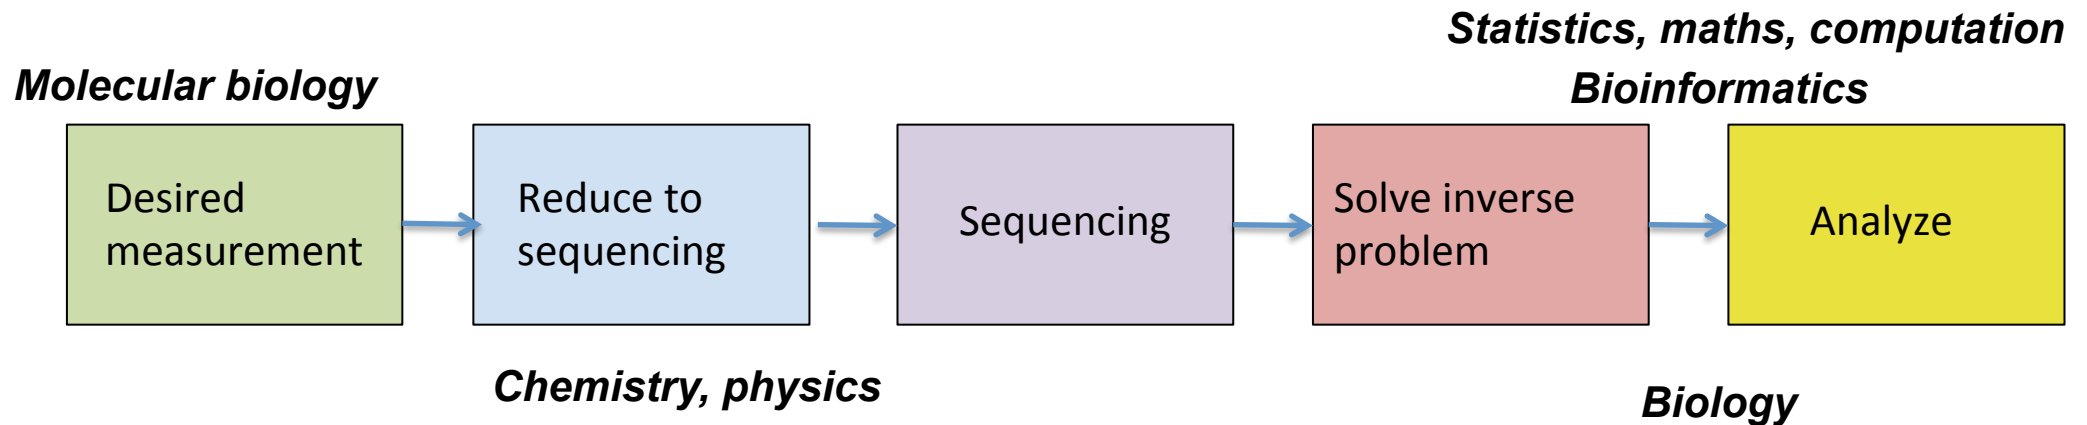 Statistics, maths, computation
Molecular biology
Bioinformatics
Desired
measurement
Reduce to
sequencing
Sequencing
Solve inverse
problem
Analyze
Chemistry, physics
Biology